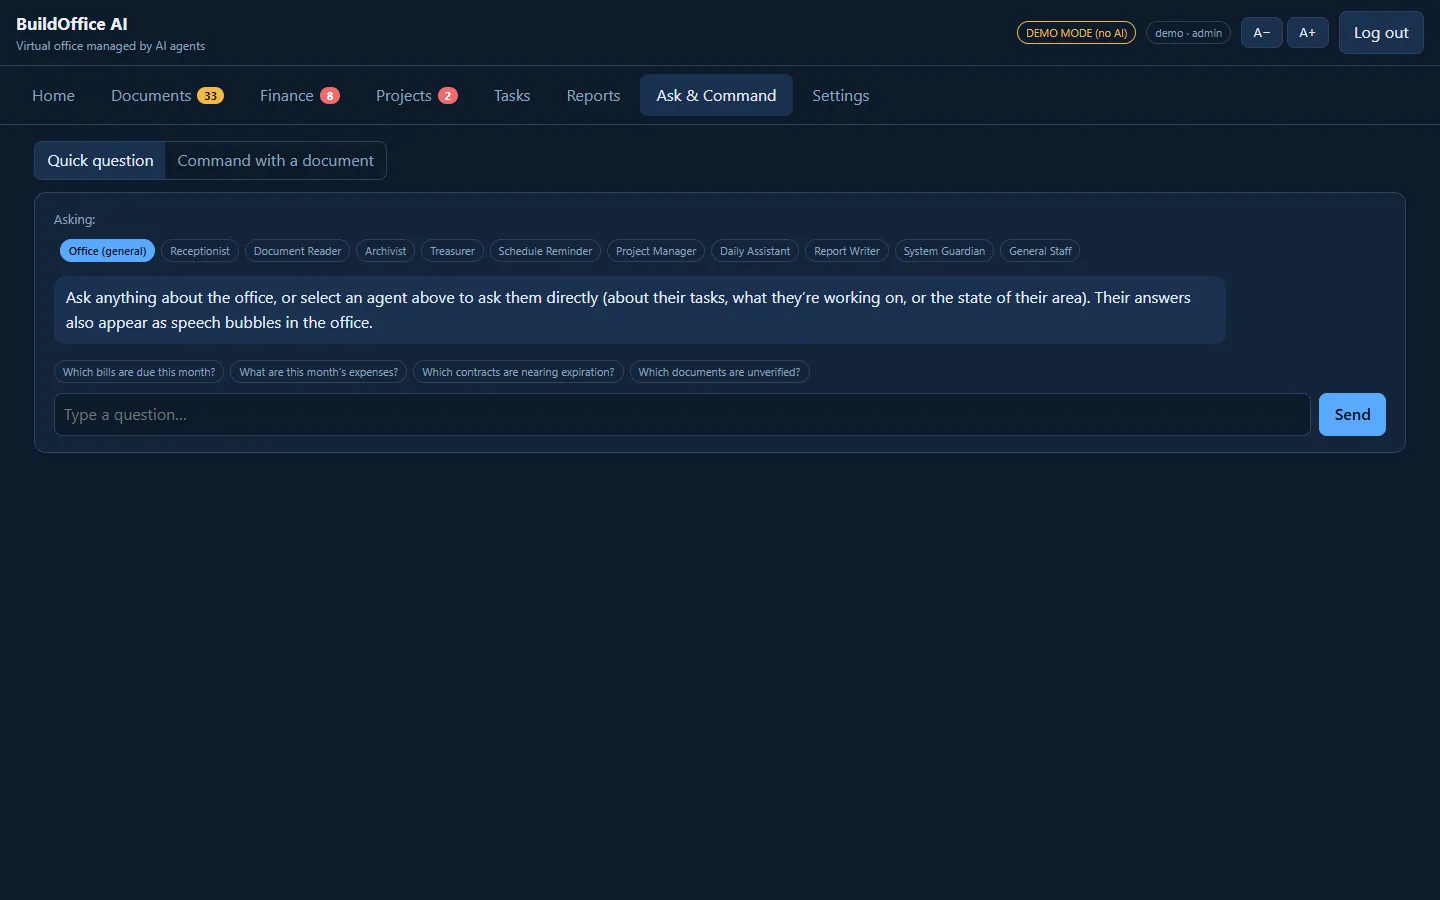 BuildOffice AI
Virtual office managed by AI agents
DEMO MODE (no AI)
demo · admin
A−
A+
Log out
Home
Documents 33
Finance 8
Projects 2
Tasks
Reports
Ask & Command
Settings
Quick question
Command with a document
Asking:
Office (general)
Receptionist
Document Reader
Archivist
Treasurer
Schedule Reminder
Project Manager
Daily Assistant
Report Writer
System Guardian
General Staff
Ask anything about the office, or select an agent above to ask them directly (about their tasks, what they’re working on, or the state of their area). Their answers
also appear as speech bubbles in the office.
Which bills are due this month?
What are this month's expenses?
Which contracts are nearing expiration?
Which documents are unverified?
Type a question...
Send